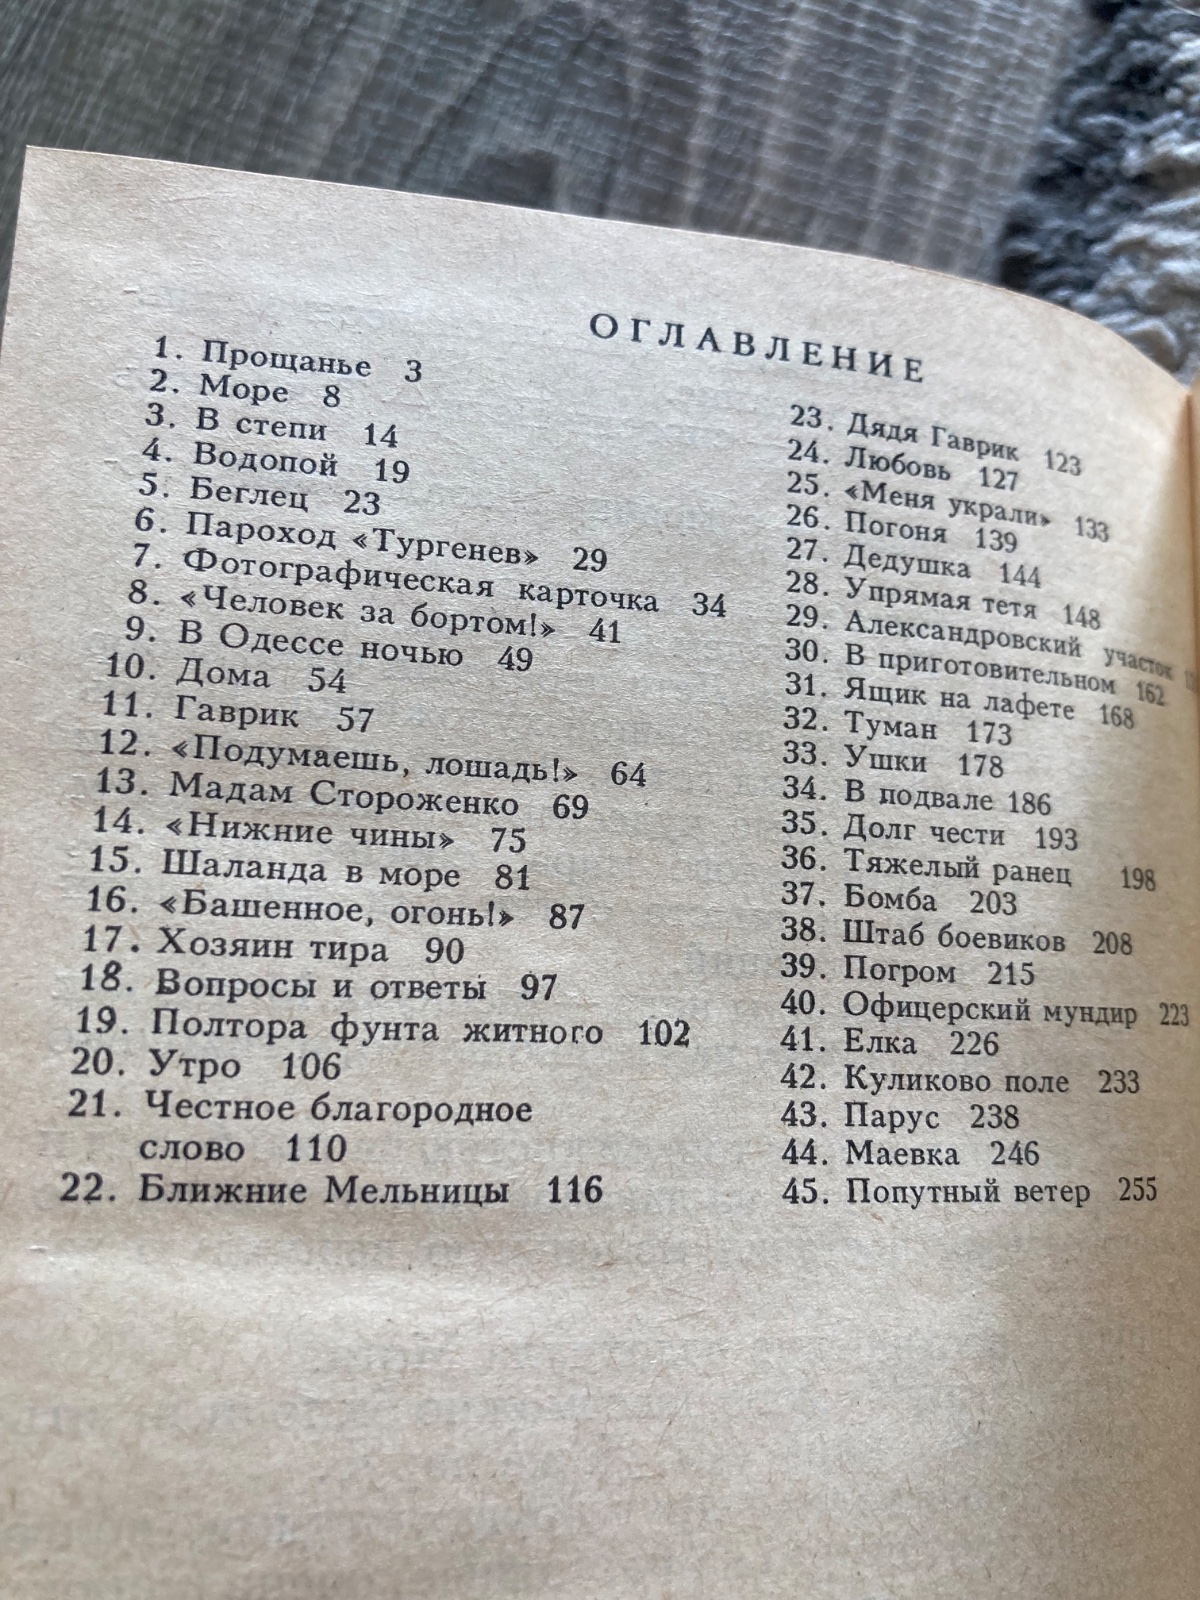 ОГЛАВЛЕНИЕ
1. Прощанье 3
2. Море 8
3. В степи 14
4. Водопой 19
5. Беглец 23
6. Пароход «Тургенев» 29
7. Фотографическая карточка 34
8. «Человек за бортом!» 41
9. В Одессе ночью 49
10. Дома 54
11. Гаврик 57
12. «Подумаешь, лошадь!» 64
13. Мадам Стороженко 69
14. «Нижние чины» 75
15. Шаланда в море 81
16. «Башенное, огонь!» 87
17. Хозяин тира 90
18. Вопросы и ответы 97
19. Полтора фунта житного 102
20. Утро 106
21. Честное благородное
слово 110
22. Ближние Мельницы 116
23. Дядя Гаврик 123
24. Любовь 127
25. «Меня украли» 133
26. Погоня 139
27. Дедушка 144
28. Упрямая тетя 148
29. Александровский участок
30. В приготовительном 162
31. Ящик на лафете 168
32. Туман 173
33. Ушки 178
34. В подвале 186
35. Долг чести 193
36. Тяжелый ранец 198
37. Бомба 203
38. Штаб боевиков 208
39. Погром 215
40. Офицерский мундир 223
41. Елка 226
42. Куликово поле 233
43. Парус 238
44. Маевка 246
45. Попутный ветер 255